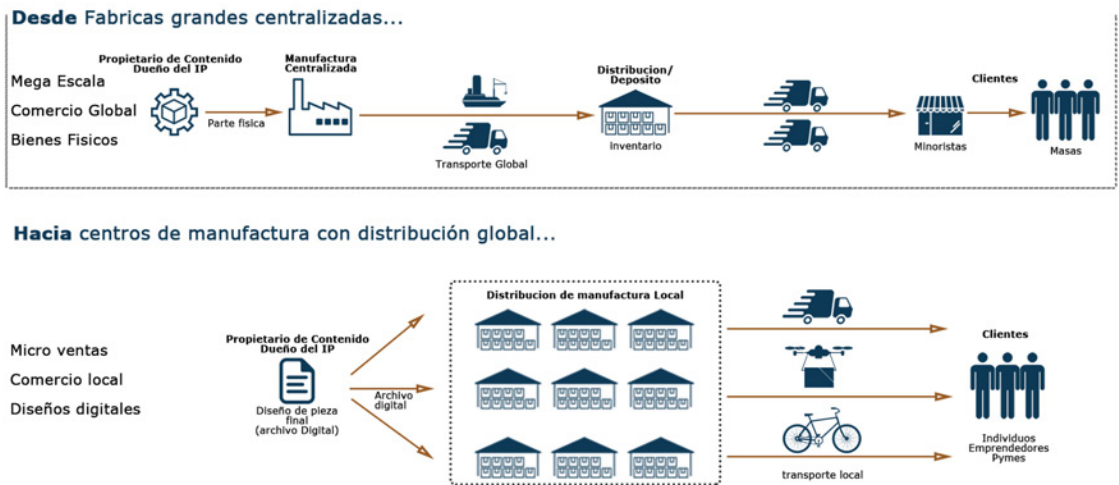 Desde Fabricas grandes centralizadas...
Mega Escala
Comercio Global
Bienes Fisicos
Propietario de Contenido
Dueño del IP
Parte fisica
Manufactura
Centralizada
Transporte Global
Distribucion/
Deposito
inventario
Minoristas
Clientes
Masas
Hacia centros de manufactura con distribución global...
Micro ventas
Comercio local
Diseños digitales
Propietario de Contenido
Dueño del IP
Diseño de pieza
final
(archivo Digital)
Archivo
digital
Distribucion de manufactura Local
transporte local
Clientes
Individuos
Emprendedores
Pymes